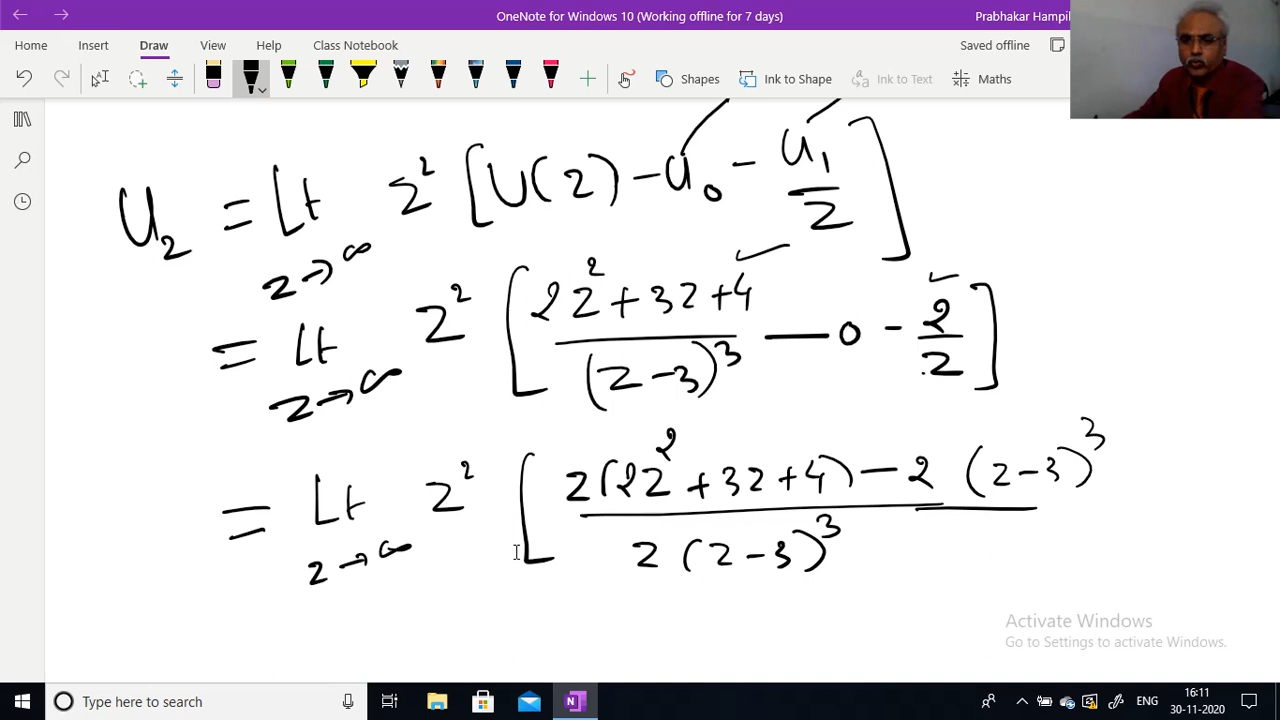 OneNote for Windows 10 (Working offline for 7 days) Prabhakar Hampil
Home Insert Draw View Help Class Notebook Saved offline
Shapes Ink to Shape Ink to Text Maths
U₂ = Lt z→∞ z² [U(z) - u₀ - u₁/z]
= Lt z→∞ z² [(2z² + 3z + 4)/(z - 3)³ — 0 - 2/z]
= Lt z→∞ z² [z(2z² + 3z + 4) - 2 (z - 3)³ / z (z - 3)³
Activate Windows
Go to Settings to activate Windows.
Type here to search ENG 16:11
30-11-2020